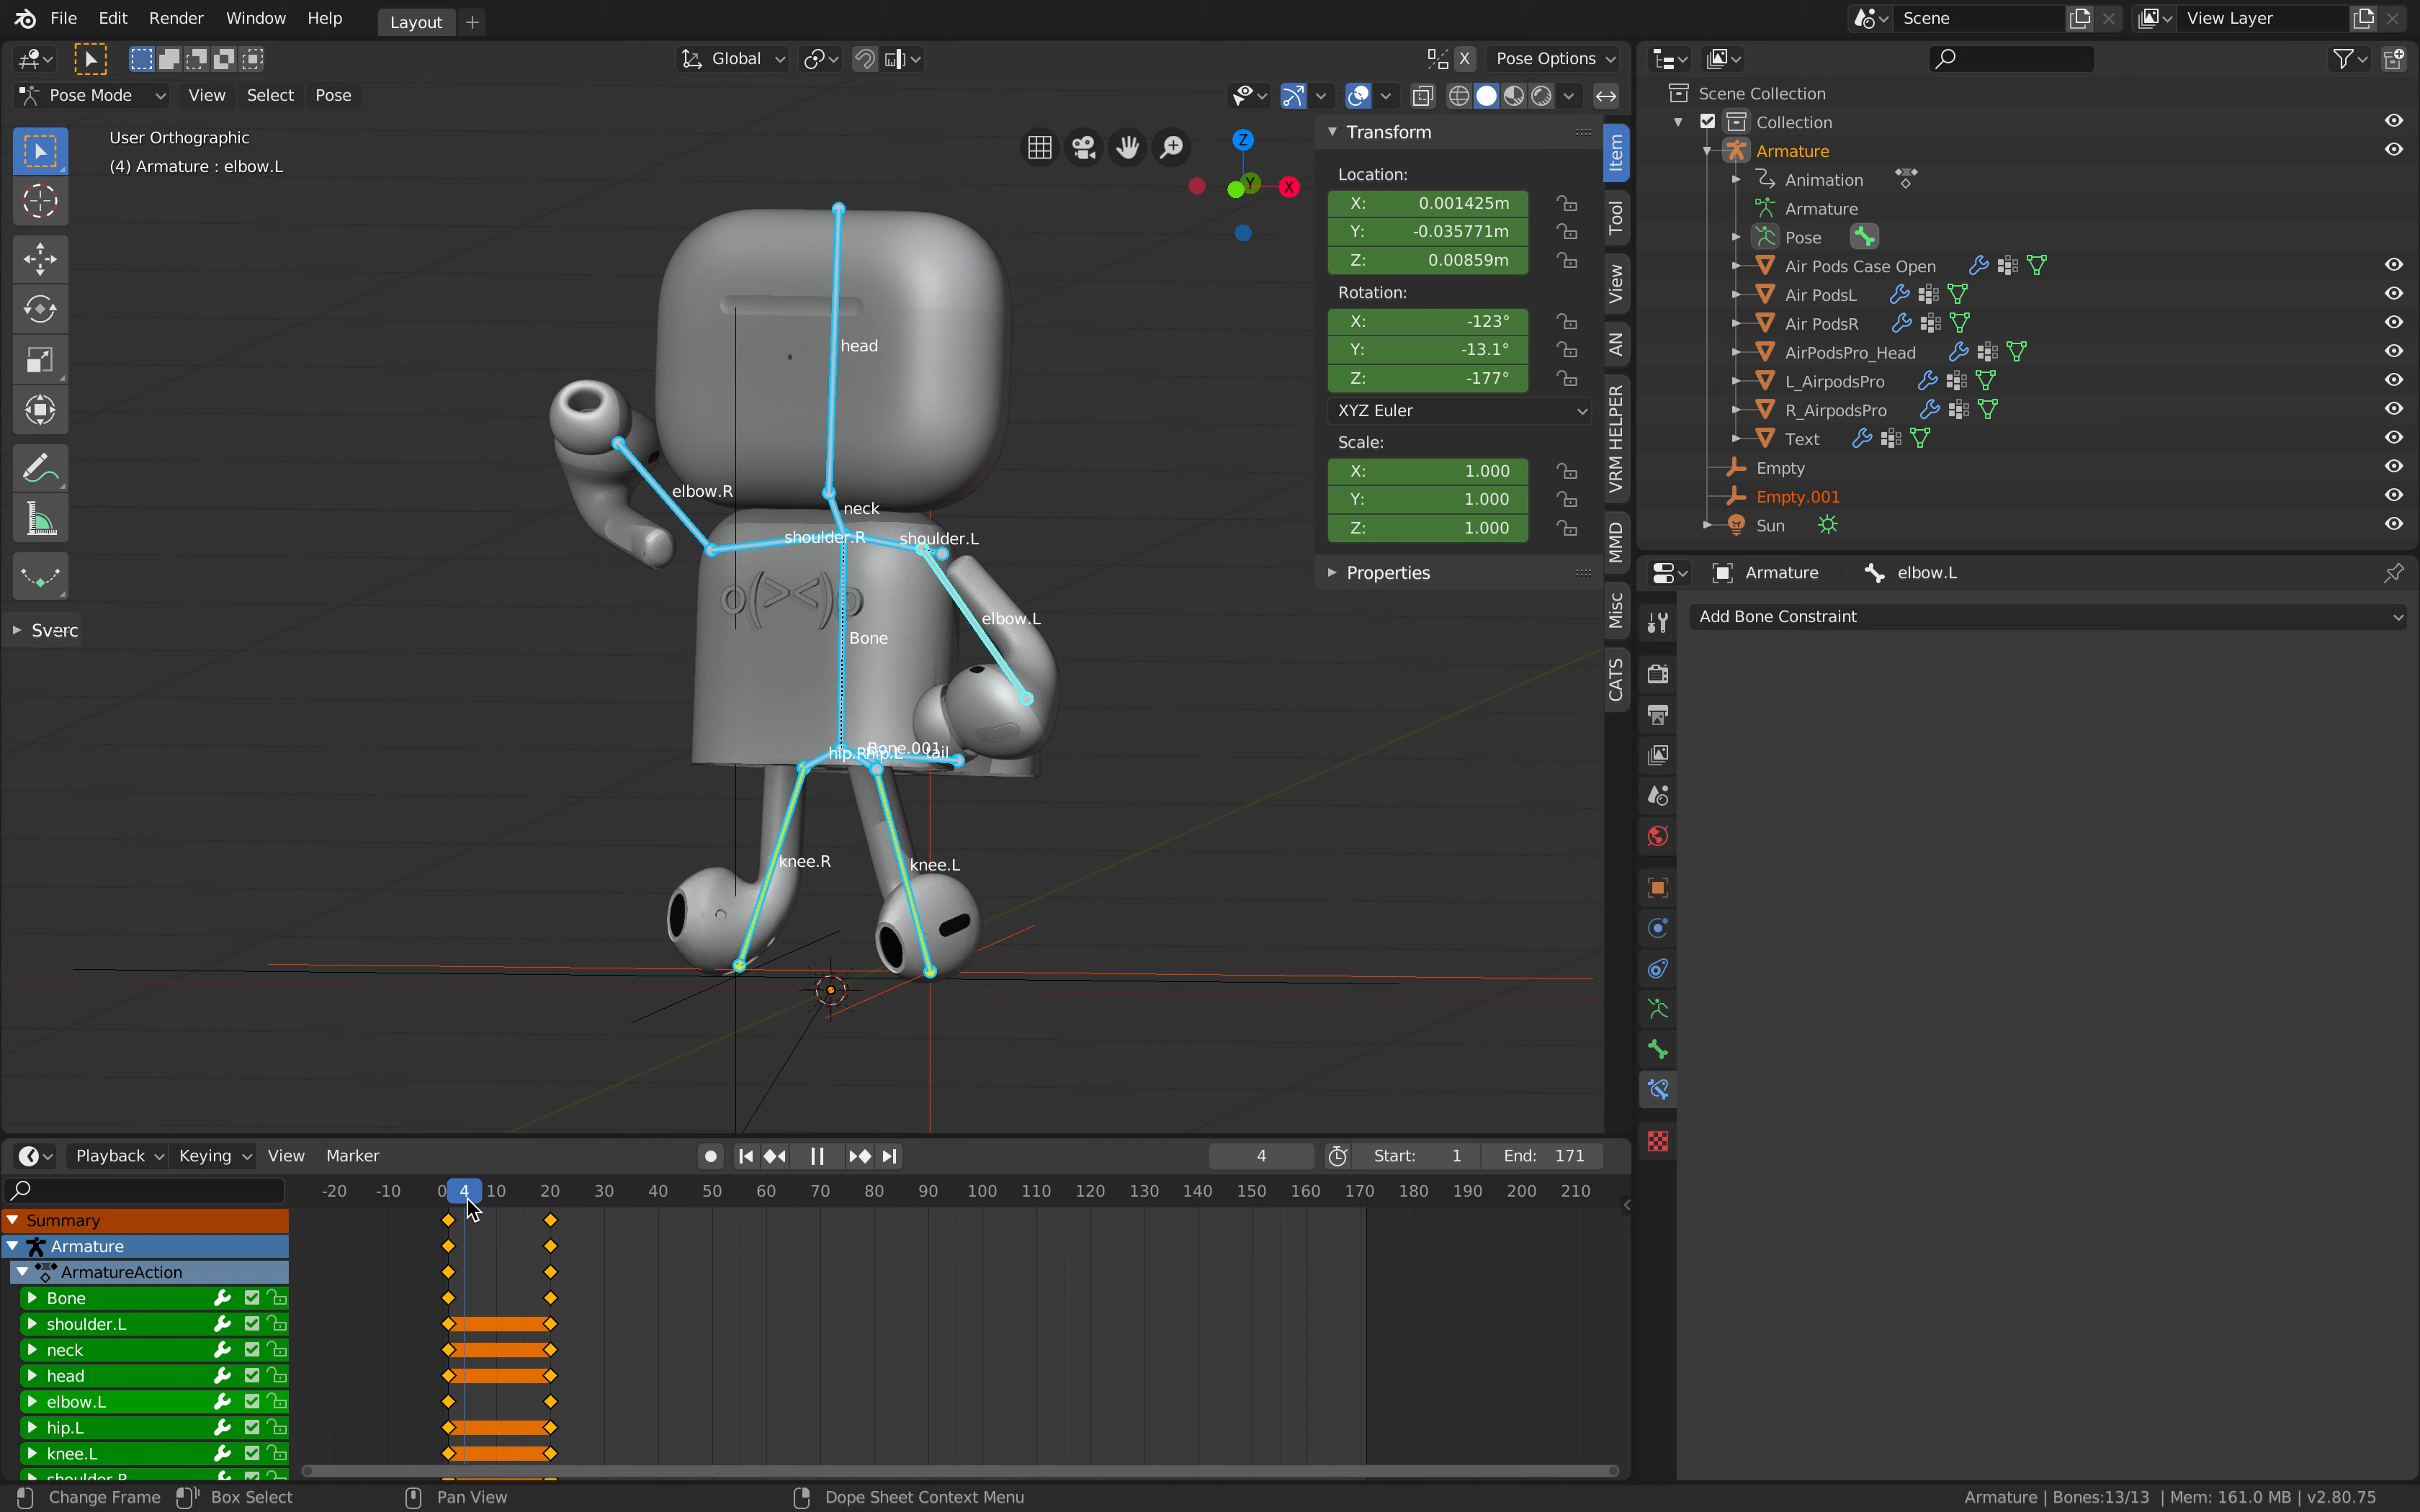 File Edit Render Window Help Layout + Scene View Layer
Global X Pose Options
Pose Mode View Select Pose
User Orthographic
(4) Armature : elbow.L
Z
Y
X
head
elbow.R
neck
shoulder.R
shoulder.L
elbow.L
o(><)o
Bone
Bone.001
hip.R
hip.L
tail
knee.R
knee.L
Sverc
Transform
Location:
X: 0.001425m
Y: -0.035771m
Z: 0.00859m
Rotation:
X: -123°
Y: -13.1°
Z: -177°
XYZ Euler
Scale:
X: 1.000
Y: 1.000
Z: 1.000
Properties
Item
Tool
View
AN
VRM HELPER
MMD
Misc
CATS
Scene Collection
Collection
Armature
Animation
Armature
Pose
Air Pods Case Open
Air PodsL
Air PodsR
AirPodsPro_Head
L_AirpodsPro
R_AirpodsPro
Text
Empty
Empty.001
Sun
Armature elbow.L
Add Bone Constraint
Playback Keying View Marker 4 Start: 1 End: 171
-20 -10 0 4 10 20 30 40 50 60 70 80 90 100 110 120 130 140 150 160 170 180 190 200 210
Summary
Armature
ArmatureAction
Bone
shoulder.L
neck
head
elbow.L
hip.L
knee.L
shoulder.R
Change Frame Box Select Pan View Dope Sheet Context Menu Armature | Bones:13/13 | Mem: 161.0 MB | v2.80.75